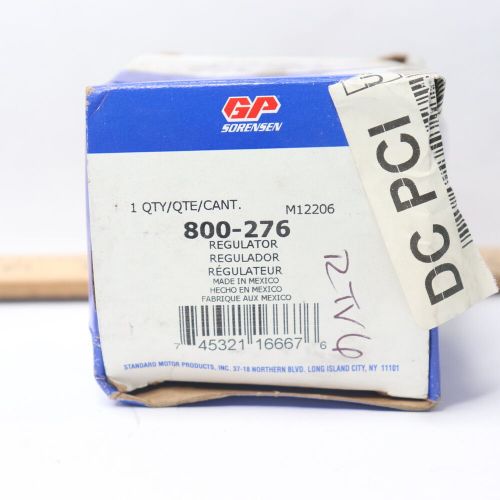 GP
SORENSEN
1 QTY/QTE/CANT. M12206
800-276
REGULATOR
REGULADOR
RÉGULATEUR
MADE IN MEXICO
HECHO EN MEXICO
FABRIQUE AUX MEXICO
7 45321 16667 6
STANDARD MOTOR PRODUCTS, INC. 37-18 NORTHERN BLVD. LONG ISLAND CITY, NY 11101
DC PCI